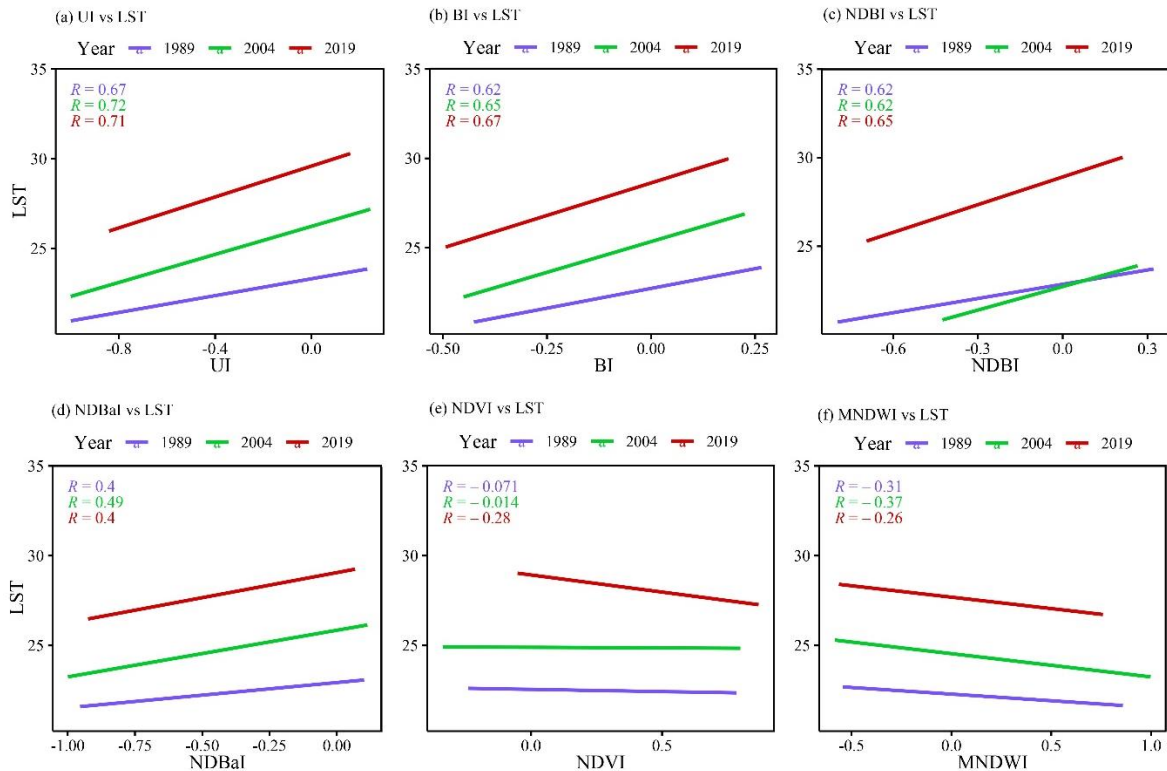 (a) UI vs LST
Year a 1989 a 2004 a 2019
35
30
25
R = 0.67
R = 0.72
R = 0.71
LST
-0.8 -0.4 0.0
UI
(b) BI vs LST
Year a 1989 a 2004 a 2019
35
30
25
R = 0.62
R = 0.65
R = 0.67
-0.50 -0.25 0.00 0.25
BI
(c) NDBI vs LST
Year a 1989 a 2004 a 2019
35
30
25
R = 0.62
R = 0.62
R = 0.65
-0.6 -0.3 0.0 0.3
NDBI
(d) NDBaI vs LST
Year a 1989 a 2004 a 2019
35
30
25
R = 0.4
R = 0.49
R = 0.4
LST
-1.00 -0.75 -0.50 -0.25 0.00
NDBaI
(e) NDVI vs LST
Year a 1989 a 2004 a 2019
35
30
25
R = – 0.071
R = – 0.014
R = – 0.28
0.0 0.5
NDVI
(f) MNDWI vs LST
Year a 1989 a 2004 a 2019
35
30
25
R = – 0.31
R = – 0.37
R = – 0.26
-0.5 0.0 0.5 1.0
MNDWI